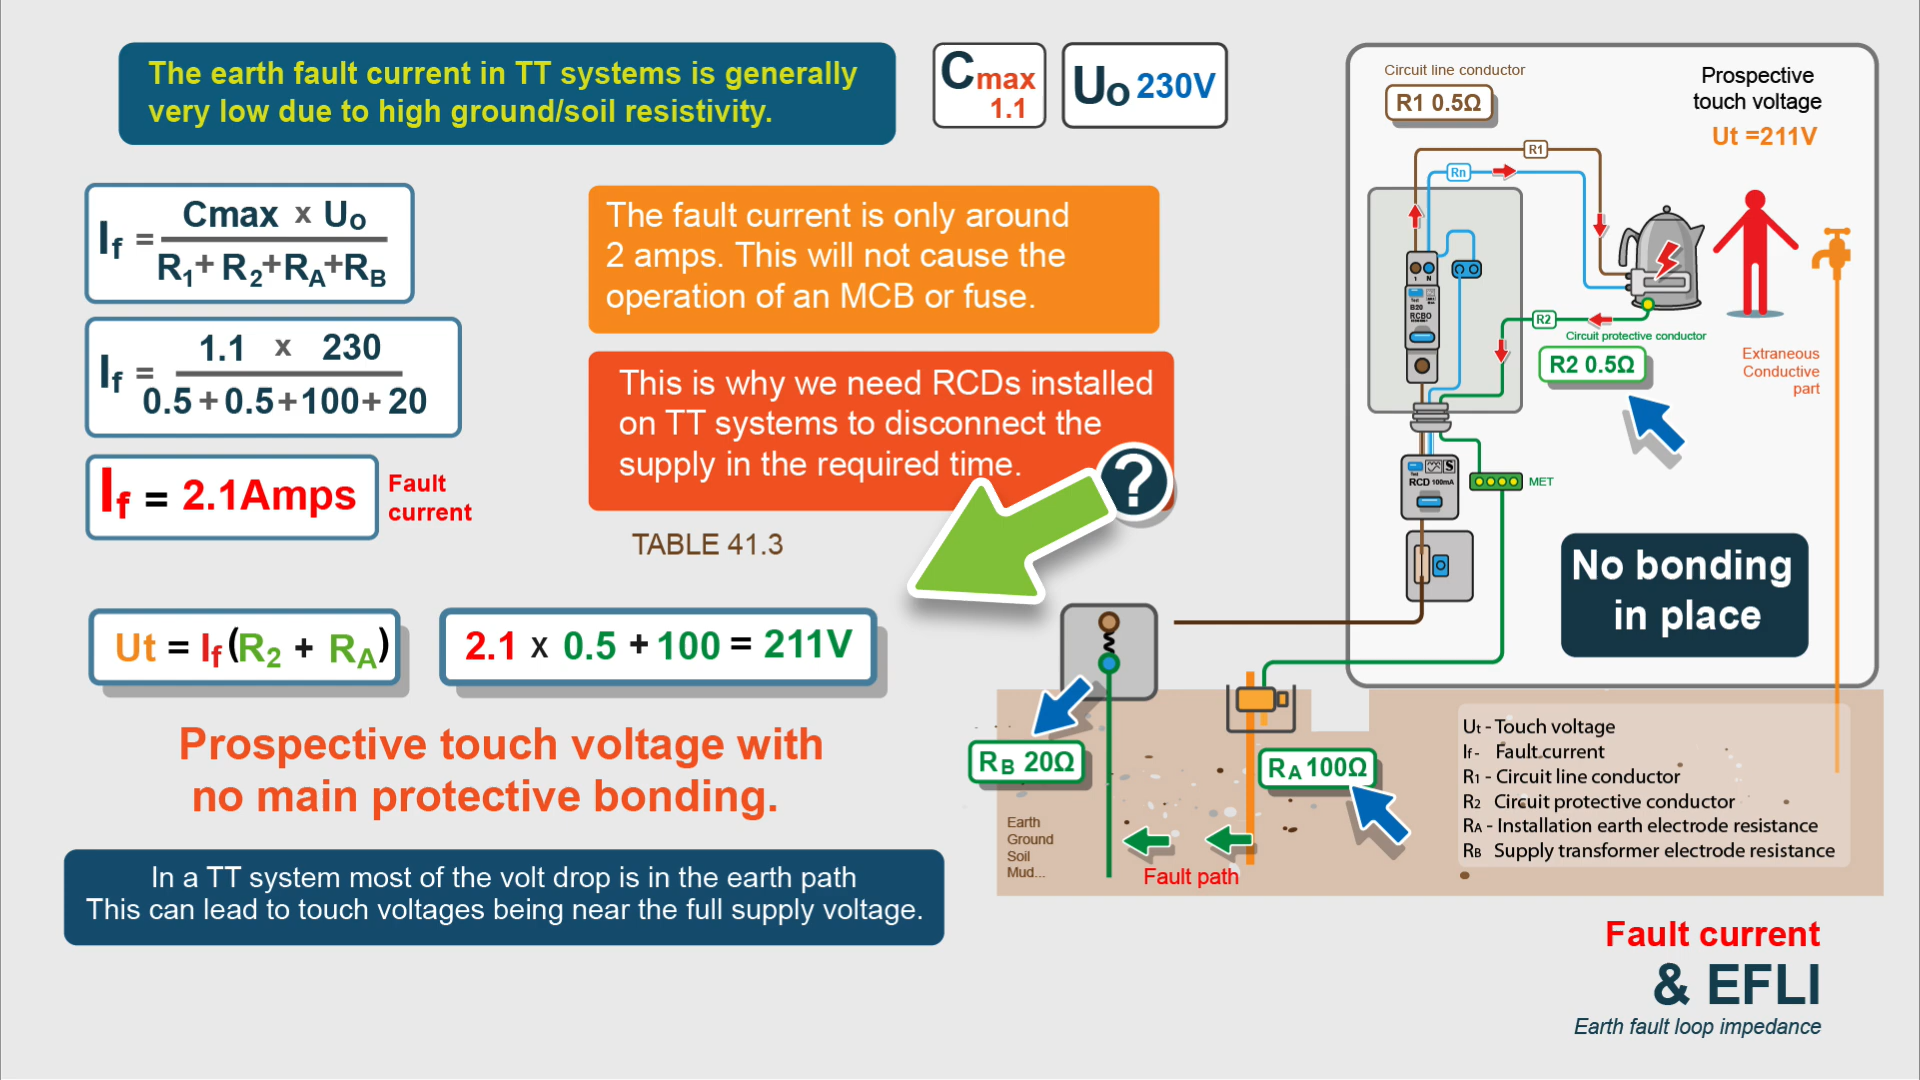 The earth fault current in TT systems is generally
very low due to high ground/soil resistivity.
Cmax
1.1
Uo 230V
If = Cmax x Uo
R1+ R2+RA+RB
If = 1.1 x 230
0.5+0.5+100+20
If = 2.1Amps
Fault
current
The fault current is only around
2 amps. This will not cause the
operation of an MCB or fuse.
This is why we need RCDs installed
on TT systems to disconnect the
supply in the required time.
?
TABLE 41.3
Ut = If(R2 + RA)
2.1 x 0.5 +100 = 211V
Prospective touch voltage with
no main protective bonding.
In a TT system most of the volt drop is in the earth path
This can lead to touch voltages being near the full supply voltage.
Circuit line conductor
R1 0.5Ω
Prospective
touch voltage
Ut =211V
R1
Rn
N
B20
RCBO
R2
Circuit protective conductor
R2 0.5Ω
Extraneous
Conductive
part
S
RCD 100mA
MET
No bonding
in place
RB 20Ω
RA 100Ω
Earth
Ground
Soil
Mud...
Fault path
Ut - Touch voltage
If - Fault current
R1 - Circuit line conductor
R2 Circuit protective conductor
RA - Installation earth electrode resistance
RB Supply transformer electrode resistance
Fault current
& EFLI
Earth fault loop impedance